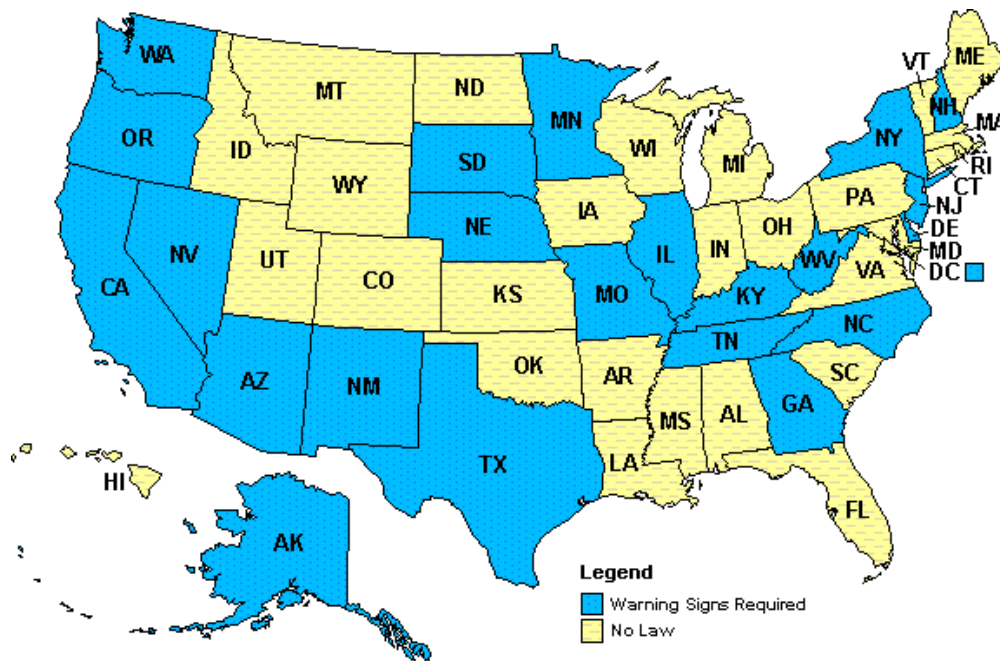 WA
MT
ND
MN
VT
ME
NH
OR
ID
WY
SD
WI
MI
NY
MA
RI
CT
NV
UT
CO
NE
IA
IL
IN
OH
PA
NJ
DE
MD
DC
CA
KS
MO
KY
WV
VA
AZ
NM
OK
AR
TN
NC
SC
TX
LA
MS
AL
GA
FL
HI
AK
Legend
Warning Signs Required
No Law